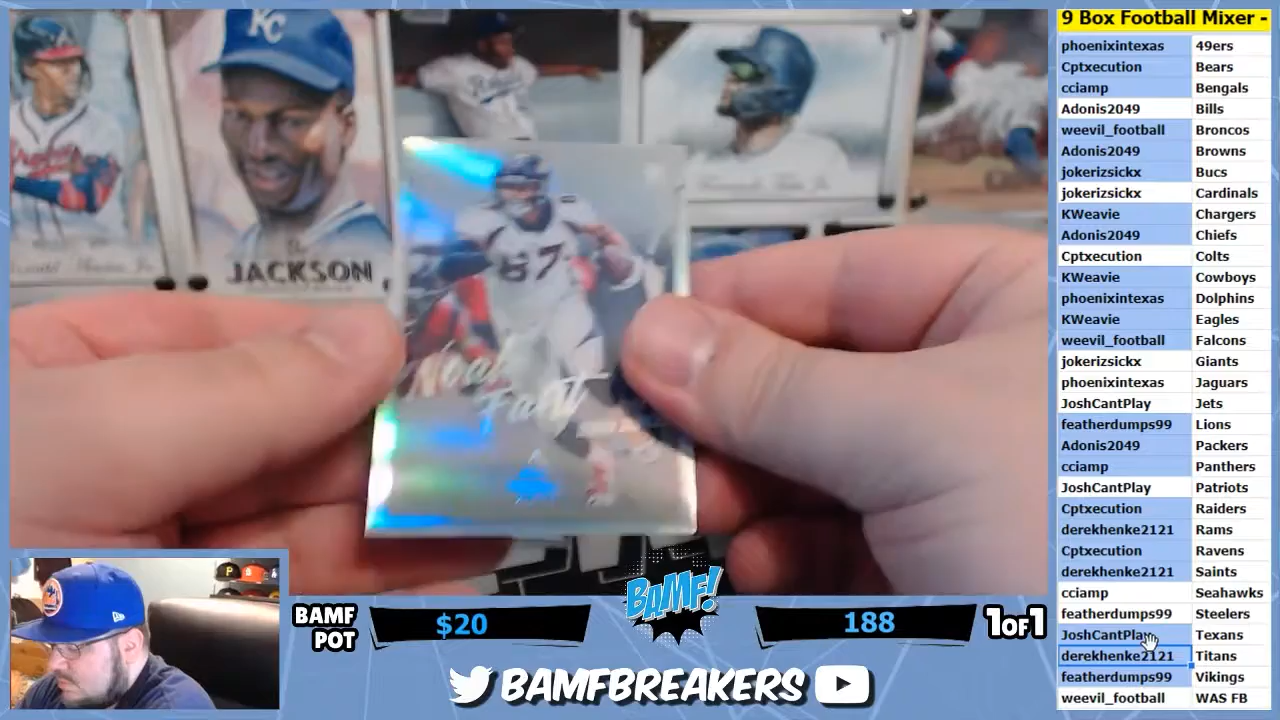 9 Box Football Mixer -
phoenixintexas 49ers
Cptxecution Bears
cciamp Bengals
Adonis2049 Bills
weevil_football Broncos
Adonis2049 Browns
jokerizsickx Bucs
jokerizsickx Cardinals
KWeavie Chargers
Adonis2049 Chiefs
Cptxecution Colts
KWeavie Cowboys
phoenixintexas Dolphins
KWeavie Eagles
weevil_football Falcons
jokerizsickx Giants
phoenixintexas Jaguars
JoshCantPlay Jets
featherdumps99 Lions
Adonis2049 Packers
cciamp Panthers
JoshCantPlay Patriots
Cptxecution Raiders
derekhenke2121 Rams
Cptxecution Ravens
derekhenke2121 Saints
cciamp Seahawks
featherdumps99 Steelers
JoshCantPlay Texans
derekhenke2121 Titans
featherdumps99 Vikings
weevil_football WAS FB
KC
JACKSON
87
Noah
Fant
P
BAMF
POT
$20
BAMF!
188
1OF1
BAMFBREAKERS